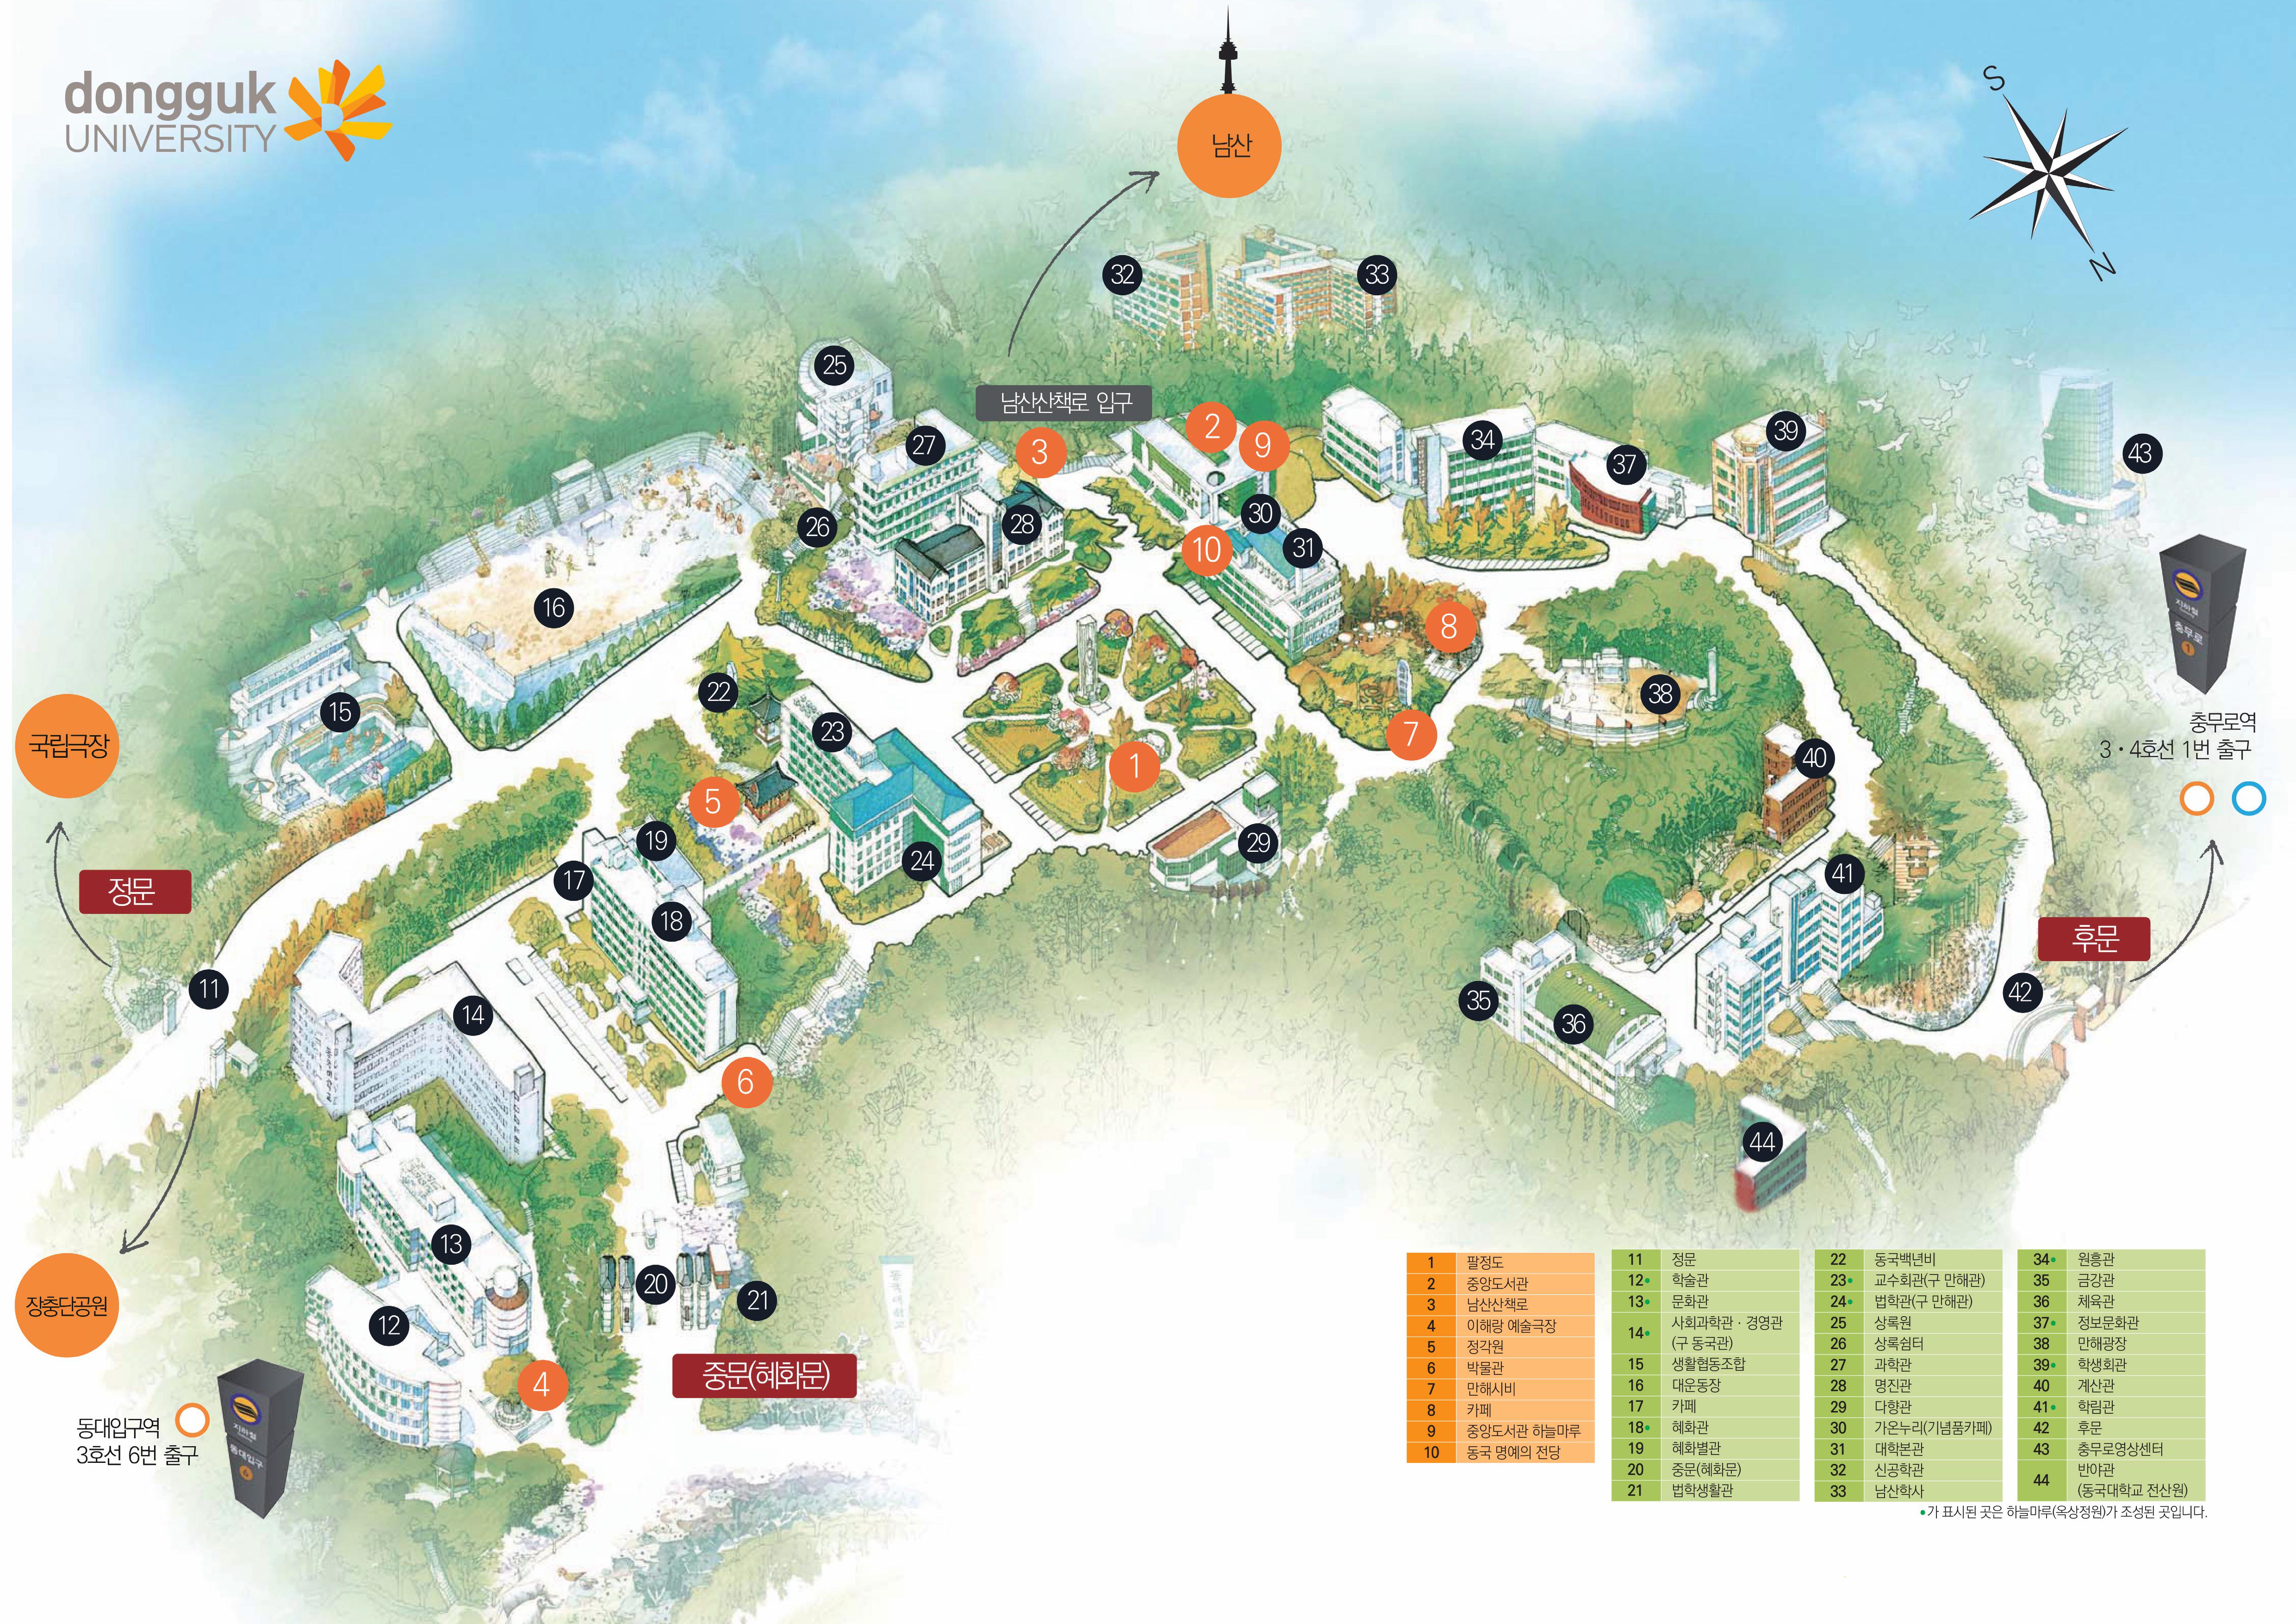 dongguk
UNIVERSITY
남산
S
N
32
33
25
27
남산산책로 입구
3
2
9
34
37
39
43
26
28
30
31
10
16
8
지하철
충무로
1
충무로역
3 · 4호선 1번 출구
15
22
23
38
7
40
국립극장
5
1
정문
19
17
24
29
41
18
후문
11
14
35
36
42
6
44
13
20
21
12
장충단공원
중문(혜화문)
4
지하철
동대입구
6
동대입구역
3호선 6번 출구
1 팔정도
2 중앙도서관
3 남산산책로
4 이해랑 예술극장
5 정각원
6 박물관
7 만해시비
8 카페
9 중앙도서관 하늘마루
10 동국 명예의 전당
11 정문
12• 학술관
13• 문화관
14• 사회과학관 · 경영관
(구 동국관)
15 생활협동조합
16 대운동장
17 카페
18• 혜화관
19 혜화별관
20 중문(혜화문)
21 법학생활관
22 동국백년비
23• 교수회관(구 만해관)
24• 법학관(구 만해관)
25 상록원
26 상록쉼터
27 과학관
28 명진관
29 다향관
30 가온누리(기념품카페)
31 대학본관
32 신공학관
33 남산학사
34• 원흥관
35 금강관
36 체육관
37• 정보문화관
38 만해광장
39• 학생회관
40 계산관
41• 학림관
42 후문
43 충무로영상센터
44 반야관
(동국대학교 전산원)
•가 표시된 곳은 하늘마루(옥상정원)가 조성된 곳입니다.